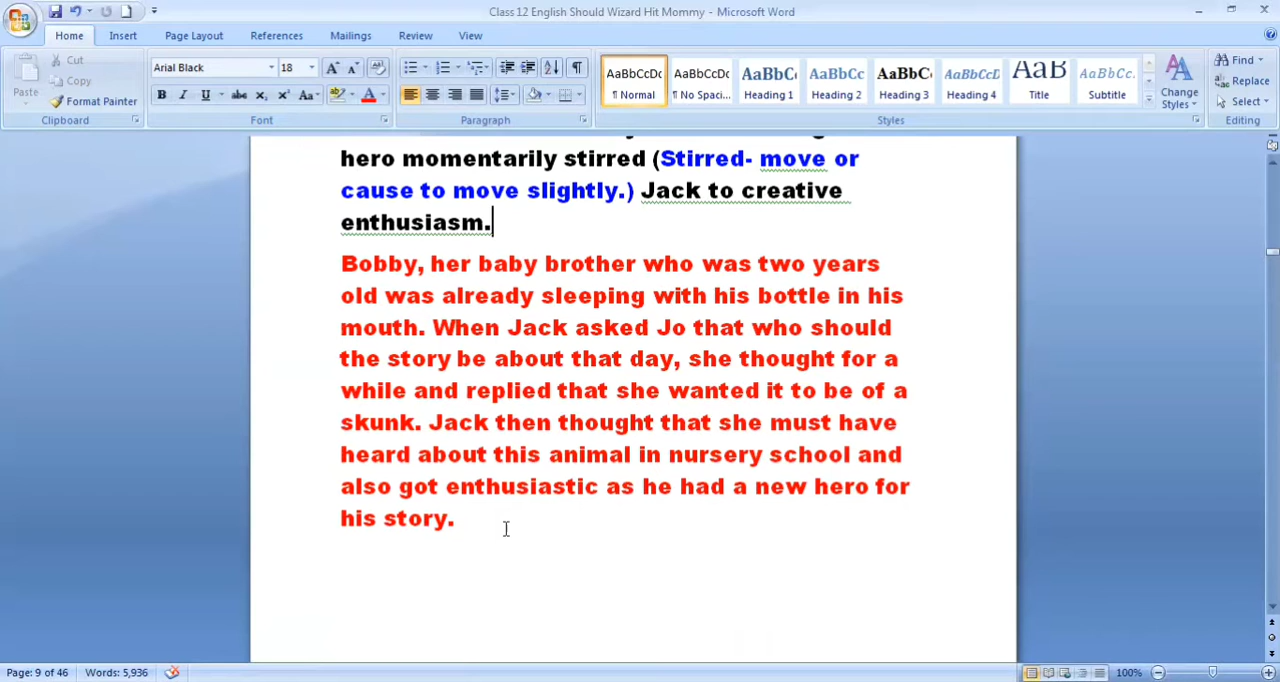 Class 12 English Should Wizard Hit Mommy - Microsoft Word
Home Insert Page Layout References Mailings Review View
Cut
Copy
Format Painter
Paste
Clipboard
Arial Black 18
Font
Paragraph
AaBbCcDc AaBbCcDc AaBbC AaBbCc AaBbC AaBbCcD AaB AaBbCc.
¶ Normal ¶ No Spaci... Heading 1 Heading 2 Heading 3 Heading 4 Title Subtitle
Change Styles
Styles
Find
Replace
Select
Editing
hero momentarily stirred (Stirred- move or
cause to move slightly.) Jack to creative
enthusiasm.
Bobby, her baby brother who was two years
old was already sleeping with his bottle in his
mouth. When Jack asked Jo that who should
the story be about that day, she thought for a
while and replied that she wanted it to be of a
skunk. Jack then thought that she must have
heard about this animal in nursery school and
also got enthusiastic as he had a new hero for
his story.
Page: 9 of 46 Words: 5,936 100%